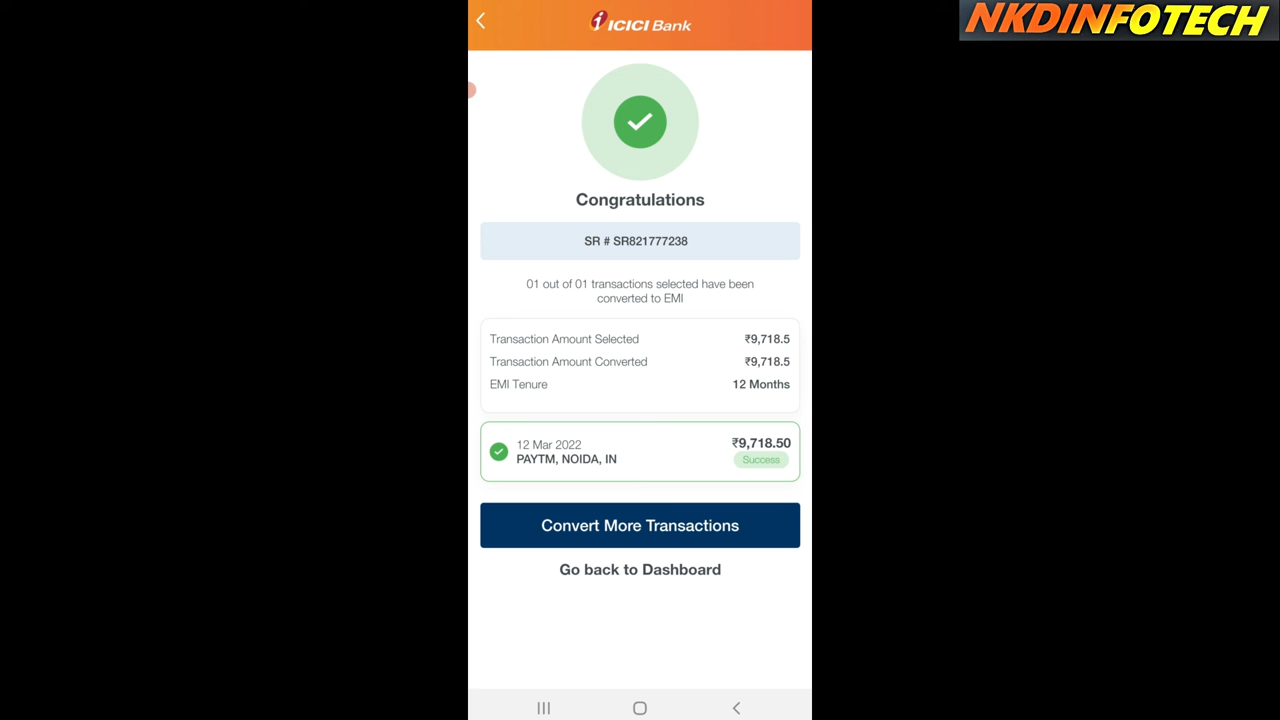 NKDINFOTECH
ICICI Bank
Congratulations
SR # SR821777238
01 out of 01 transactions selected have been
converted to EMI
Transaction Amount Selected ₹9,718.5
Transaction Amount Converted ₹9,718.5
EMI Tenure 12 Months
12 Mar 2022 ₹9,718.50
PAYTM, NOIDA, IN Success
Convert More Transactions
Go back to Dashboard